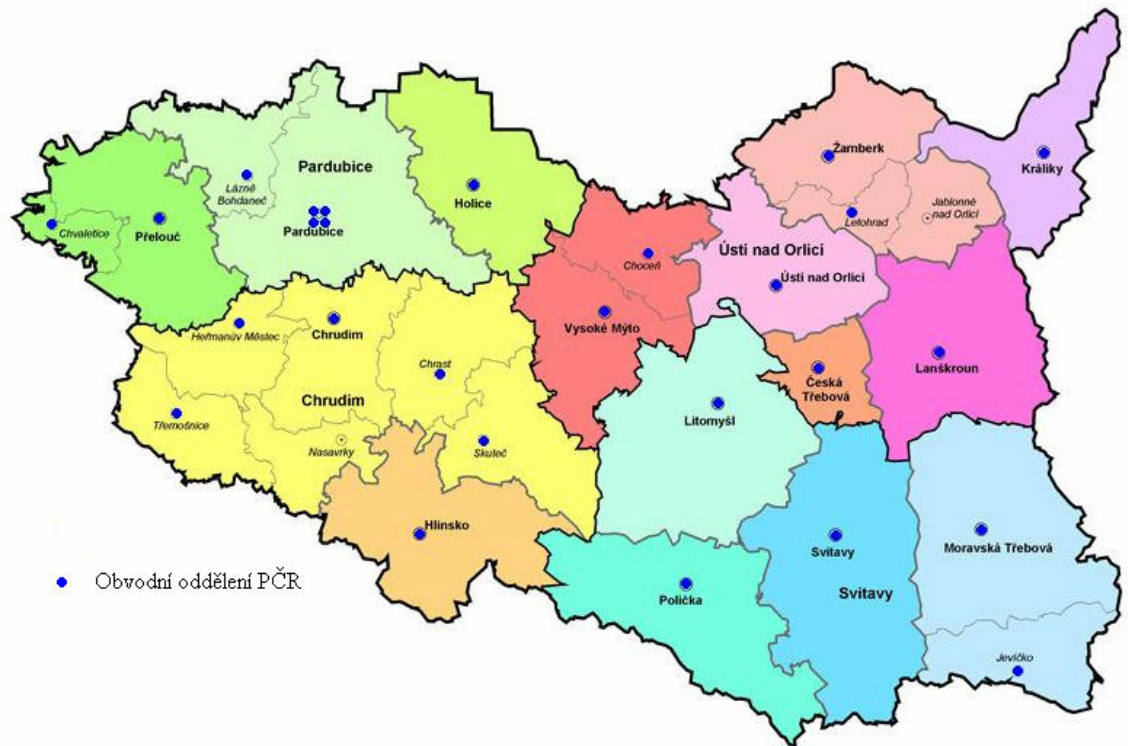 Žamberk
Králíky
Pardubice
Lázně
Bohdaneč
Holice
Letohrad
Jablonné
nad Orlicí
Chvaletice
Přelouč
Pardubice
Ústí nad Orlicí
Choceň
Ústí nad Orlicí
Heřmanův Městec
Chrudim
Vysoké Mýto
Chrast
Česká
Třebová
Lanškroun
Chrudim
Litomyšl
Třemošnice
Nasavrky
Skuteč
Hlinsko
Svitavy
Moravská Třebová
Obvodní oddělení PČR
Polička
Svitavy
Jevíčko